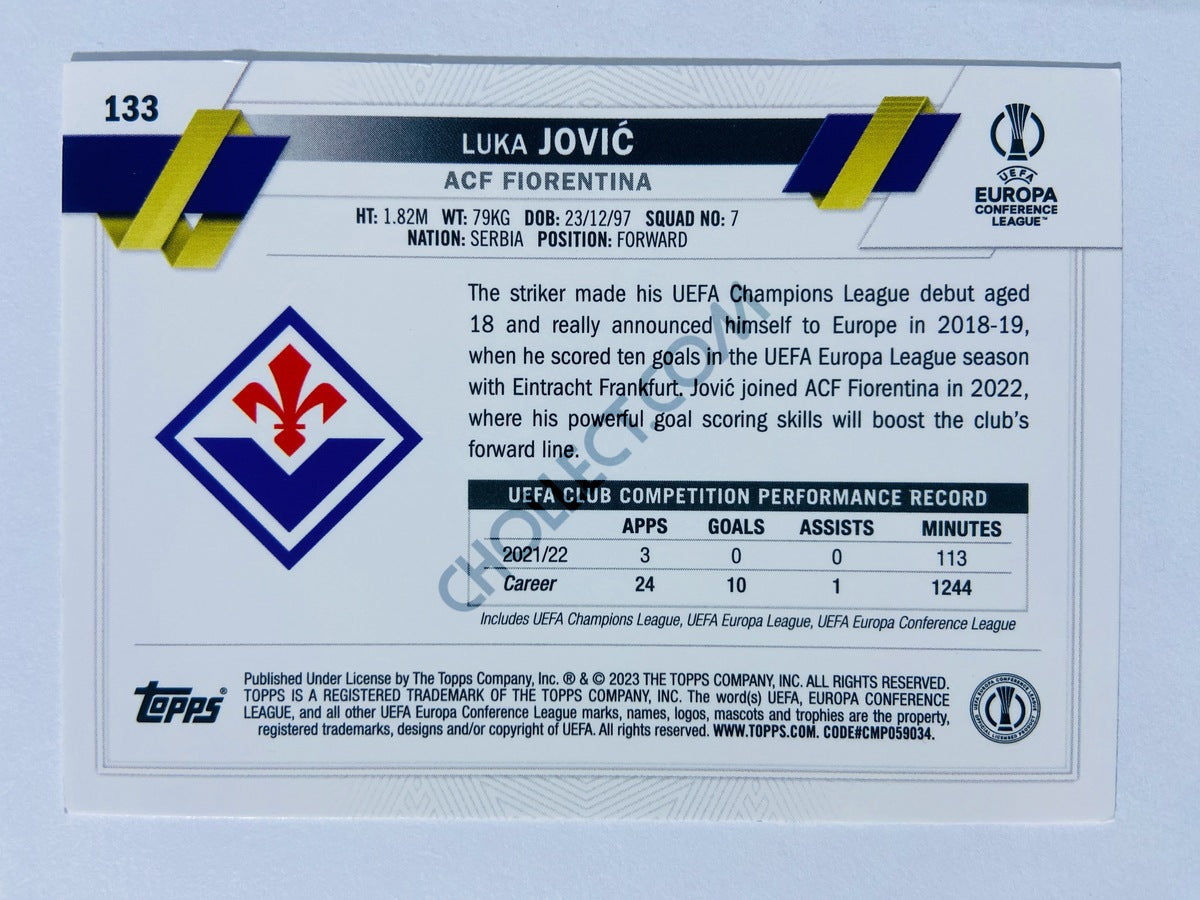 133
LUKA JOVIĆ
ACF FIORENTINA
UEFA
EUROPA
CONFERENCE
LEAGUE™
HT: 1.82M WT: 79KG DOB: 23/12/97 SQUAD NO: 7
NATION: SERBIA POSITION: FORWARD
The striker made his UEFA Champions League debut aged
18 and really announced himself to Europe in 2018-19,
when he scored ten goals in the UEFA Europa League season
with Eintracht Frankfurt. Jović joined ACF Fiorentina in 2022,
where his powerful goal scoring skills will boost the club's
forward line.
CHOLLECT.COM
UEFA CLUB COMPETITION PERFORMANCE RECORD
APPS GOALS ASSISTS MINUTES
2021/22 3 0 0 113
Career 24 10 1 1244
Includes UEFA Champions League, UEFA Europa League, UEFA Europa Conference League
Topps®
Published Under License by The Topps Company, Inc. ® & © 2023 THE TOPPS COMPANY, INC. ALL RIGHTS RESERVED.
TOPPS IS A REGISTERED TRADEMARK OF THE TOPPS COMPANY, INC. The word(s) UEFA, EUROPA CONFERENCE
LEAGUE, and all other UEFA Europa Conference League marks, names, logos, mascots and trophies are the property,
registered trademarks, designs and/or copyright of UEFA. All rights reserved. WWW.TOPPS.COM. CODE#CMP059034.
UEFA EUROPA CONFERENCE LEAGUE
OFFICIAL LICENSED PRODUCT